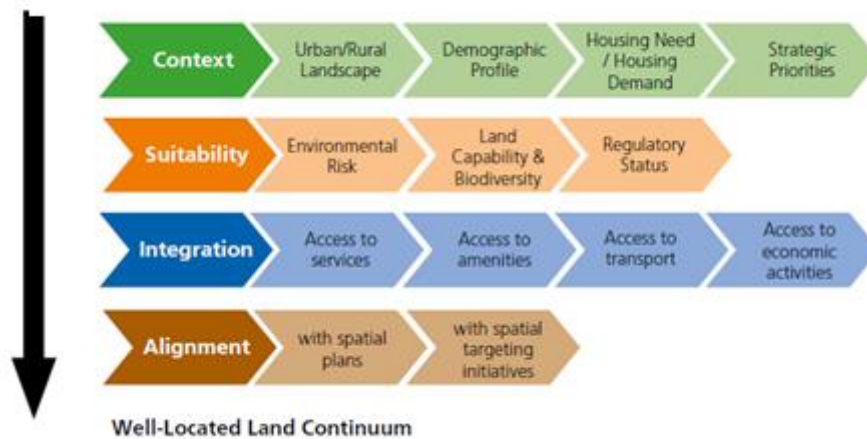 Context
Urban/Rural
Landscape
Demographic
Profile
Housing Need
/ Housing
Demand
Strategic
Priorities
Suitability
Environmental
Risk
Land
Capability &
Biodiversity
Regulatory
Status
Integration
Access to
services
Access to
amenities
Access to
transport
Access to
economic
activities
Alignment
with spatial
plans
with spatial
targeting
initiatives
Well-Located Land Continuum